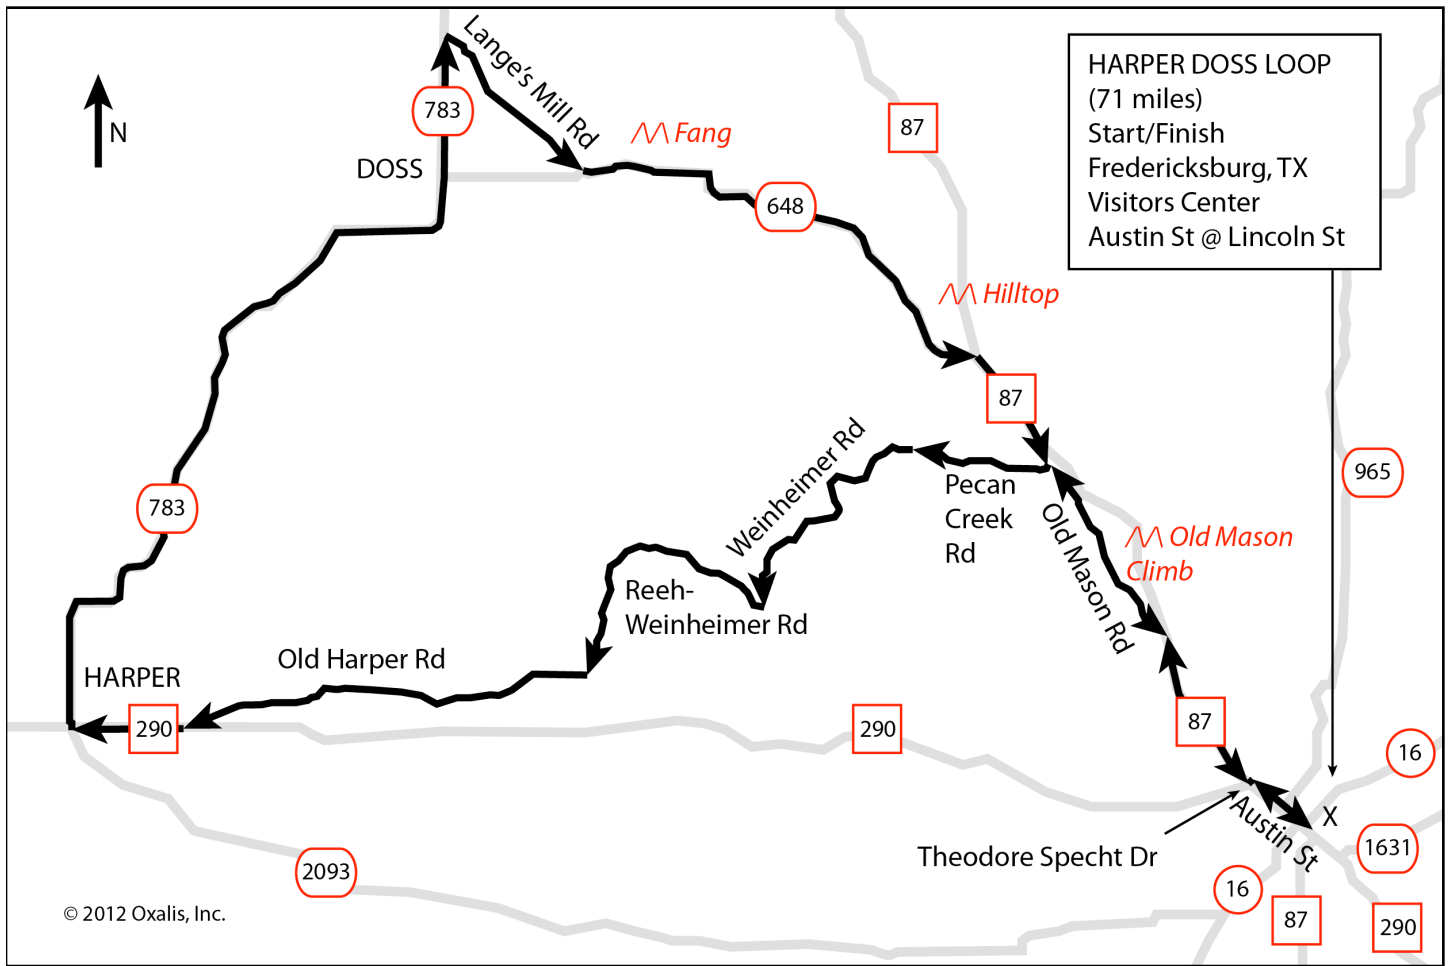 HARPER DOSS LOOP
(71 miles)
Start/Finish
Fredericksburg, TX
Visitors Center
Austin St @ Lincoln St
N
783
Lange's Mill Rd
Fang
87
DOSS
648
Hilltop
87
965
Weinheimer Rd
Pecan
Creek
Rd
783
Old Mason Rd
Old Mason
Climb
Reeh-
Weinheimer Rd
Old Harper Rd
HARPER
290
290
87
16
Austin St
X
Theodore Specht Dr
1631
2093
16
© 2012 Oxalis, Inc.
87
290